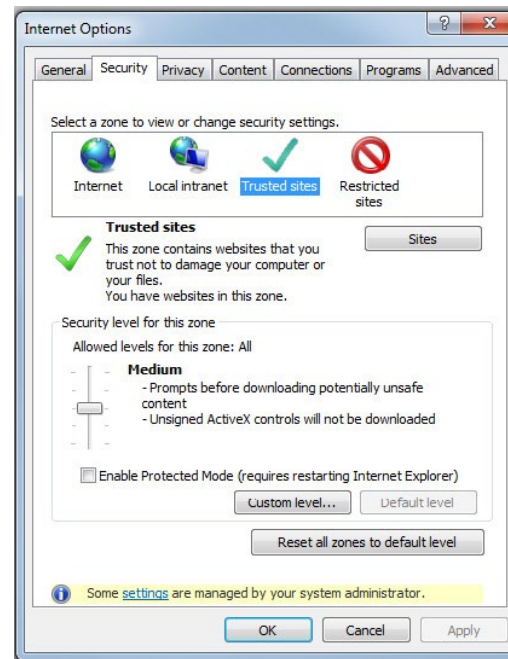 Internet Options
General Security Privacy Content Connections Programs Advanced
Select a zone to view or change security settings.
Internet Local intranet Trusted sites Restricted
sites
Trusted sites
Sites
This zone contains websites that you
trust not to damage your computer or
your files.
You have websites in this zone.
Security level for this zone
Allowed levels for this zone: All
Medium
- Prompts before downloading potentially unsafe
content
- Unsigned ActiveX controls will not be downloaded
Enable Protected Mode (requires restarting Internet Explorer)
Custom level... Default level
Reset all zones to default level
Some settings are managed by your system administrator.
OK Cancel Apply